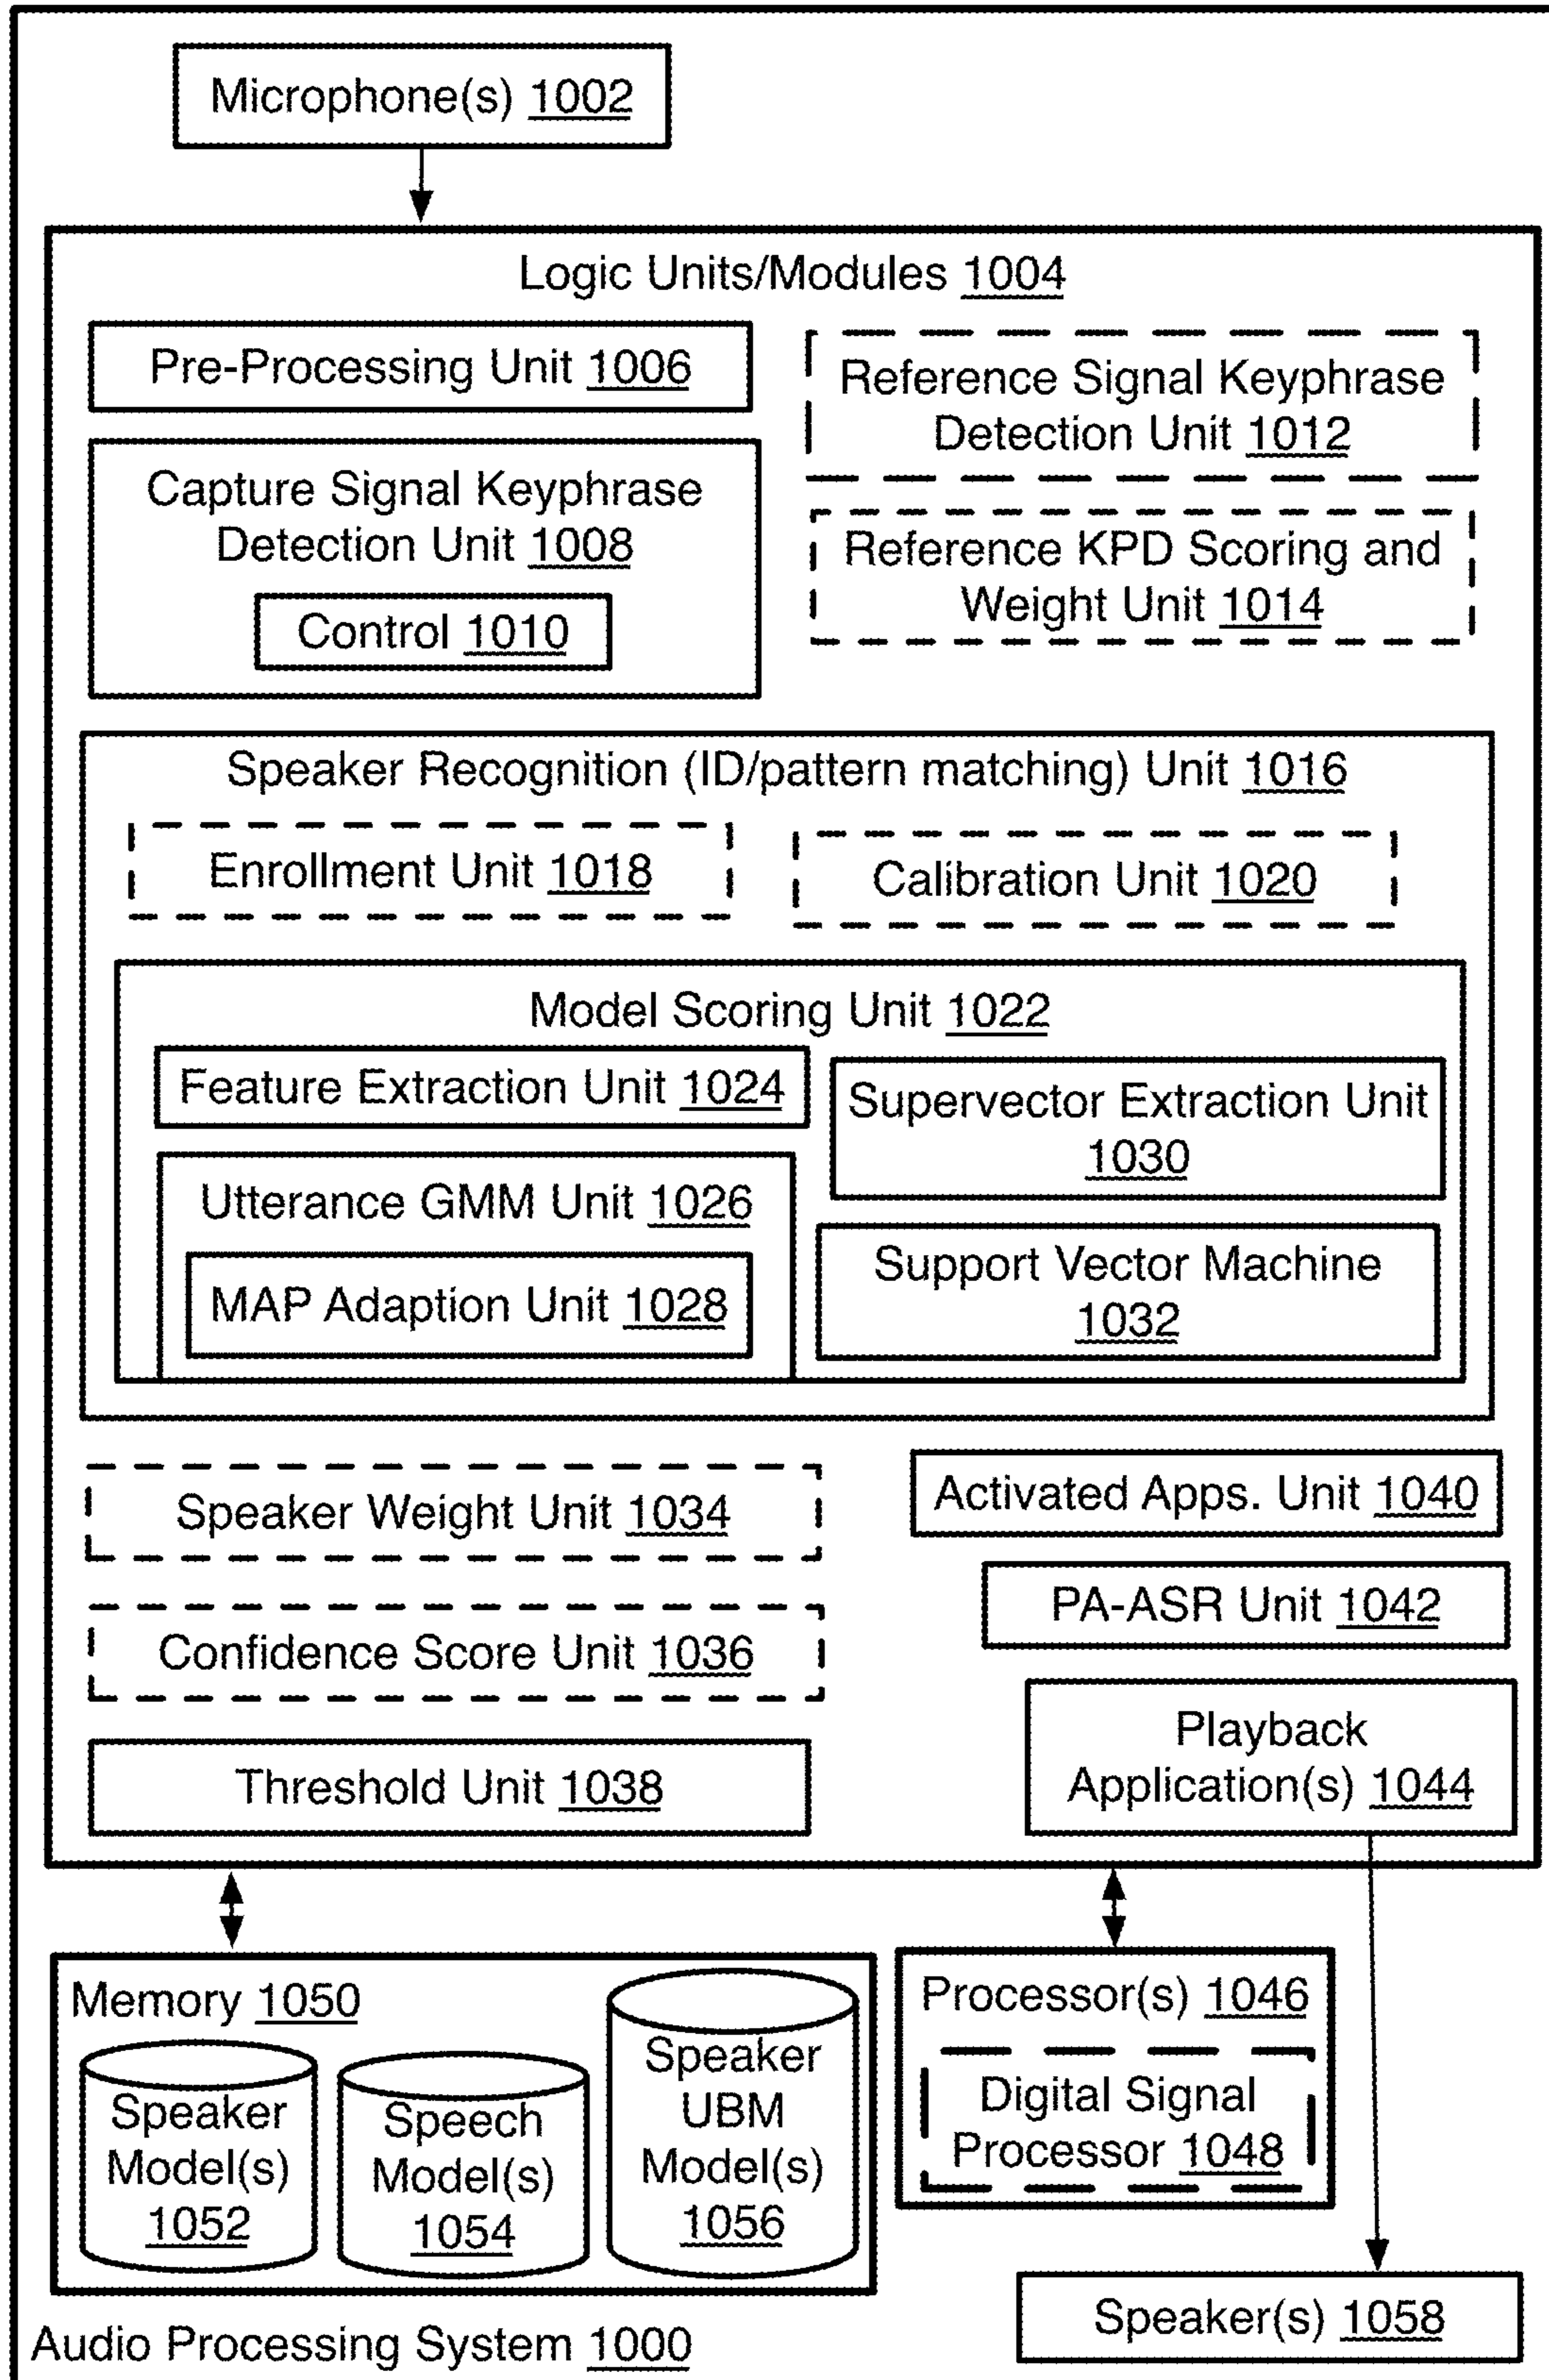 Microphone(s) 1002
Logic Units/Modules 1004
Pre-Processing Unit 1006
Reference Signal Keyphrase
Detection Unit 1012
Capture Signal Keyphrase
Detection Unit 1008
Control 1010
Reference KPD Scoring and
Weight Unit 1014
Speaker Recognition (ID/pattern matching) Unit 1016
Enrollment Unit 1018
Calibration Unit 1020
Model Scoring Unit 1022
Feature Extraction Unit 1024
Supervector Extraction Unit
1030
Utterance GMM Unit 1026
MAP Adaption Unit 1028
Support Vector Machine
1032
Speaker Weight Unit 1034
Activated Apps. Unit 1040
PA-ASR Unit 1042
Confidence Score Unit 1036
Playback
Application(s) 1044
Threshold Unit 1038
Memory 1050
Speaker
Model(s)
1052
Speech
Model(s)
1054
Speaker
UBM
Model(s)
1056
Processor(s) 1046
Digital Signal
Processor 1048
Speaker(s) 1058
Audio Processing System 1000